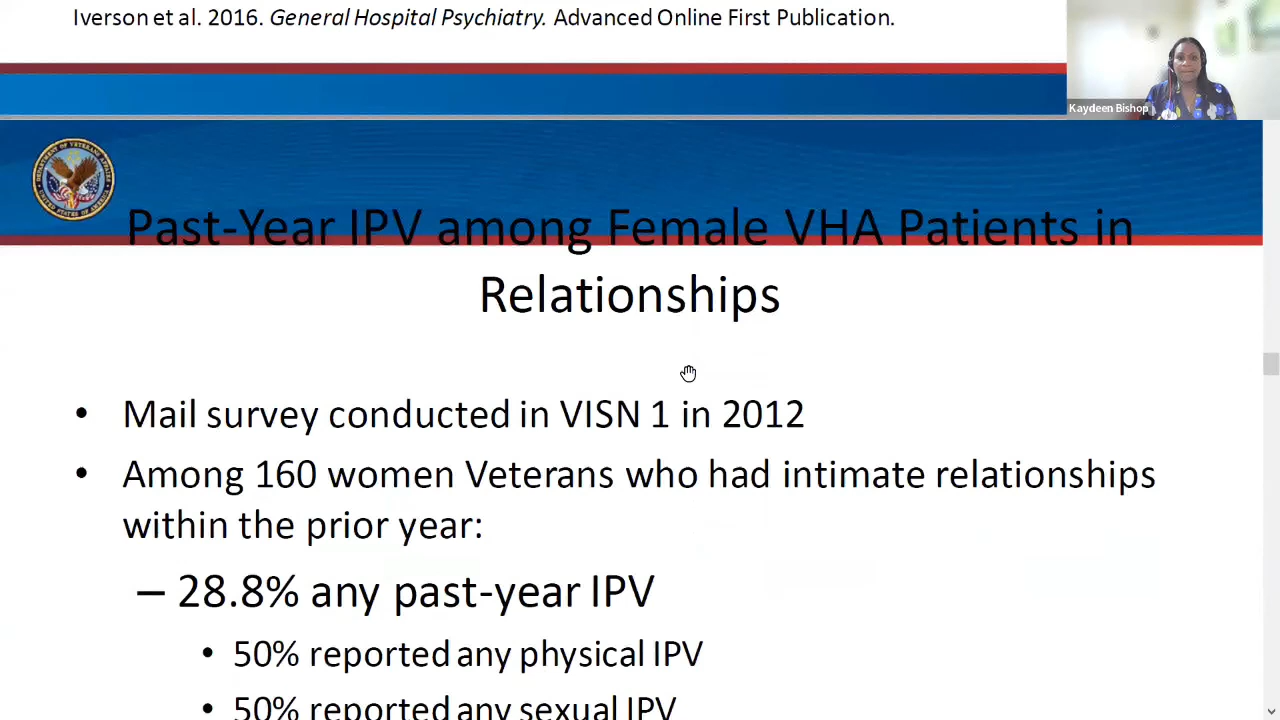 Iverson et al. 2016. General Hospital Psychiatry. Advanced Online First Publication.
Kaydeen Bishop
Past-Year IPV among Female VHA Patients in
Relationships
• Mail survey conducted in VISN 1 in 2012
• Among 160 women Veterans who had intimate relationships
within the prior year:
– 28.8% any past-year IPV
• 50% reported any physical IPV
• 50% reported any sexual IPV